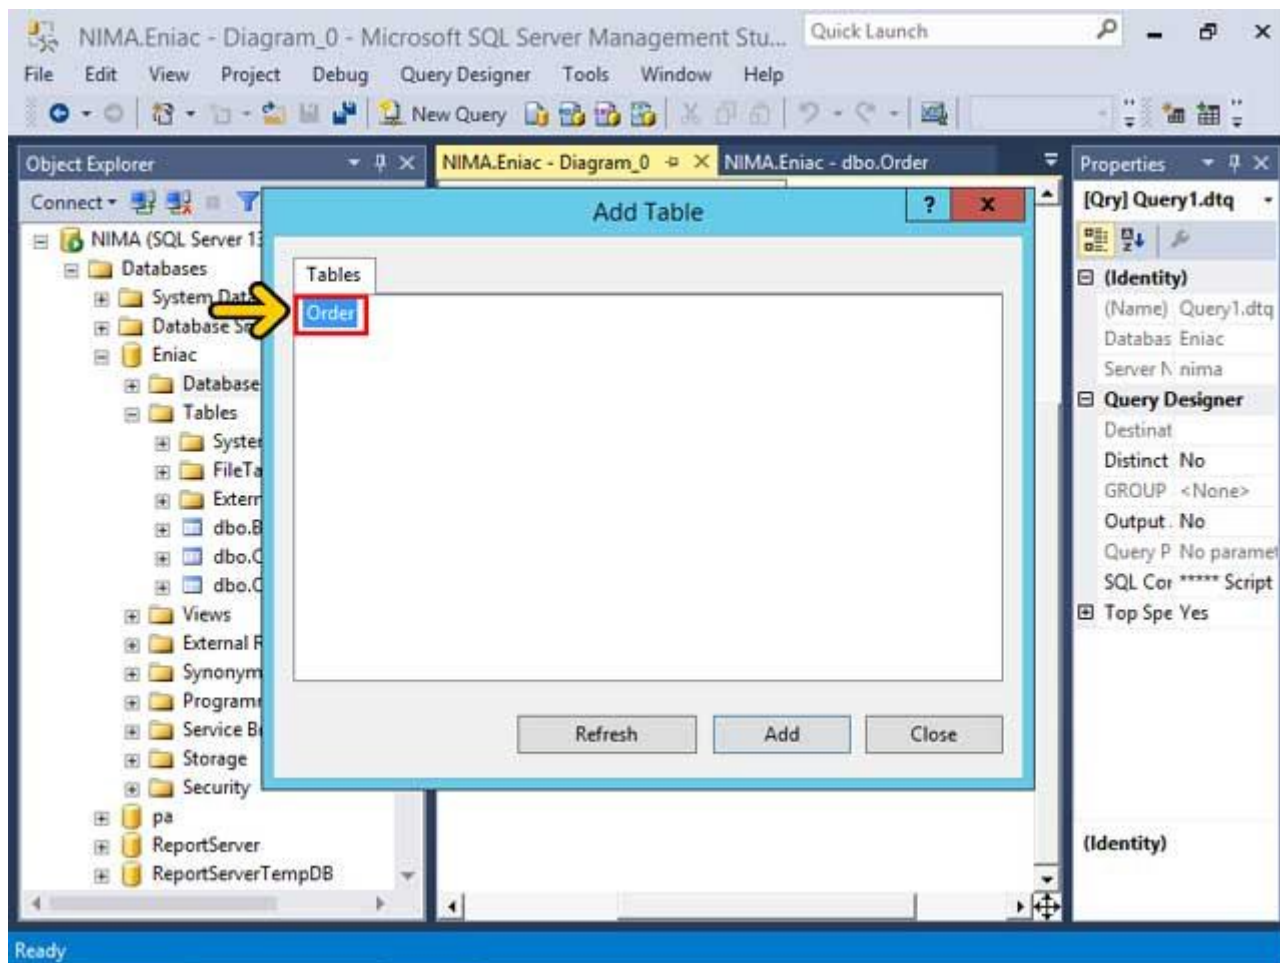 NIMA.Eniac - Diagram_0 - Microsoft SQL Server Management Stu...
Quick Launch
File Edit View Project Debug Query Designer Tools Window Help
New Query
Object Explorer
NIMA.Eniac - Diagram_0
NIMA.Eniac - dbo.Order
Properties
Connect
Add Table
?
[Qry] Query1.dtq
NIMA (SQL Server 13
Databases
System Data
Database Sn
Eniac
Database
Tables
System
FileTa
Extern
dbo.B
dbo.C
dbo.C
Views
External R
Synonym
Programm
Service Br
Storage
Security
pa
ReportServer
ReportServerTempDB
Tables
Order
Refresh Add Close
(Identity)
(Name) Query1.dtq
Databas Eniac
Server N nima
Query Designer
Destinat
Distinct No
GROUP <None>
Output . No
Query P No paramet
SQL Cor ***** Script
Top Spe Yes
(Identity)
Ready